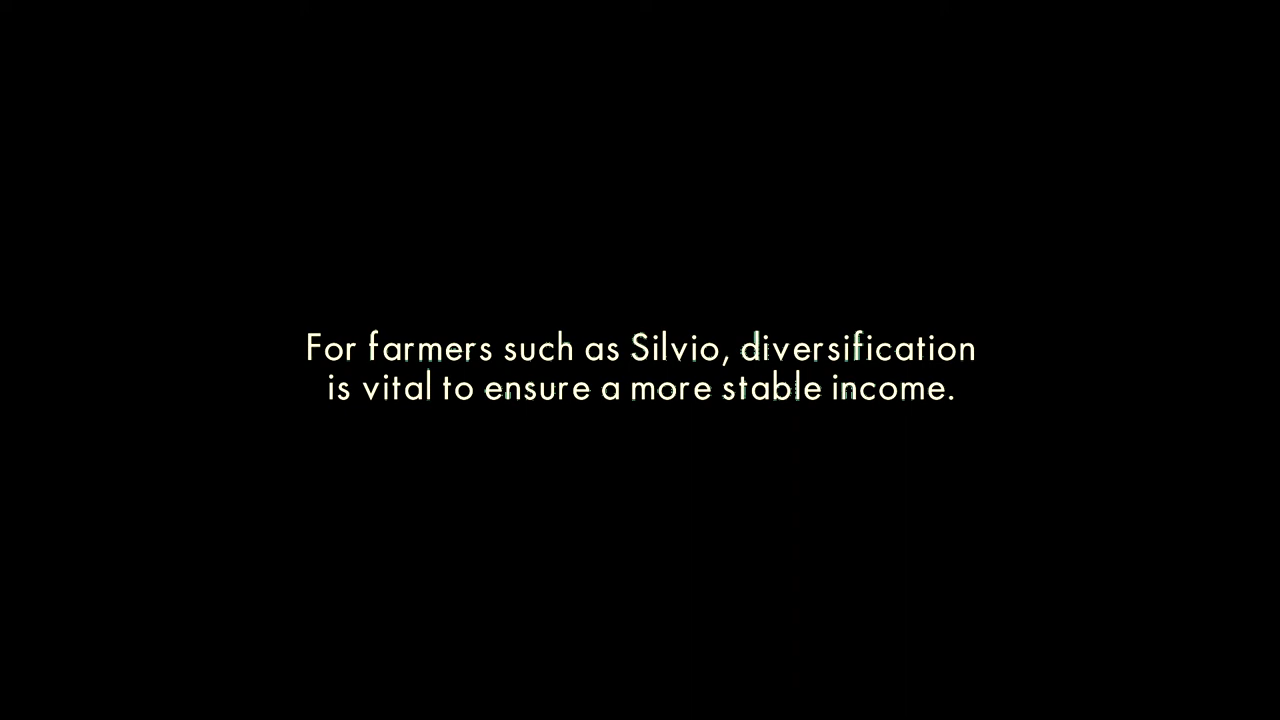 For farmers such as Silvio, diversification
is vital to ensure a more stable income.